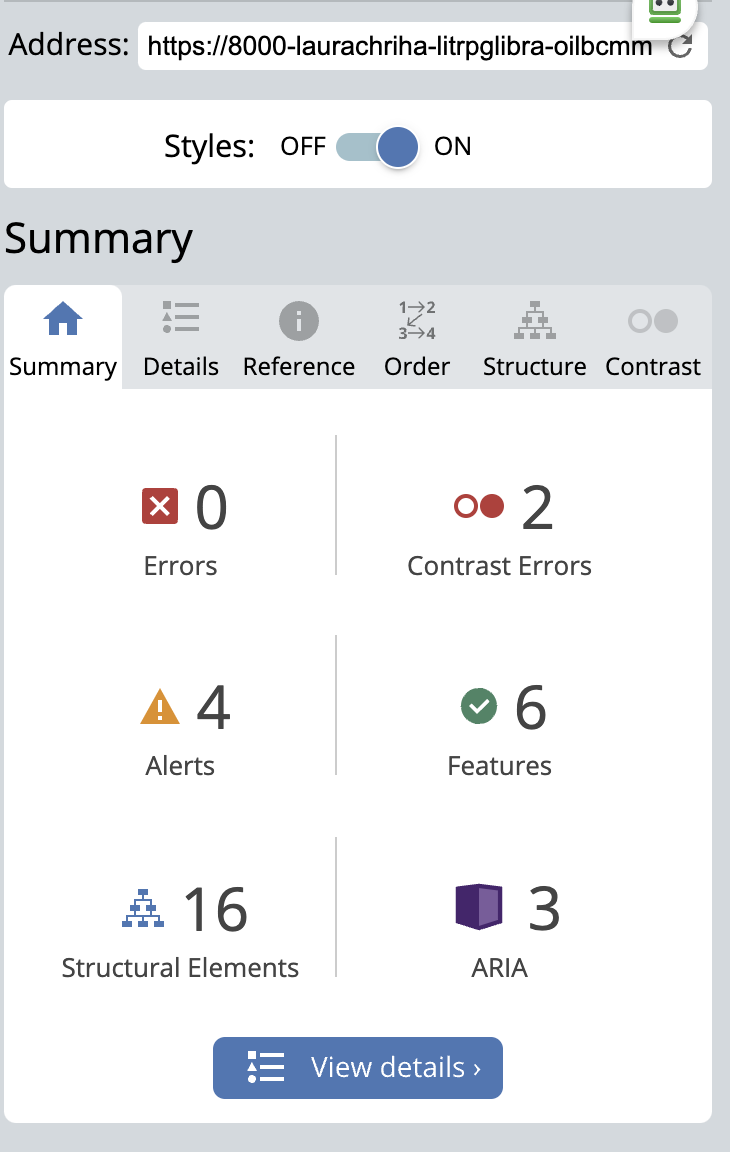 Address: https://8000-laurachriha-litrpglibra-oilbcmm
Styles: OFF ON
Summary
1 2
3 4
Summary Details Reference Order Structure Contrast
0 2
Errors Contrast Errors
4 6
Alerts Features
16 3
Structural Elements ARIA
View details ›